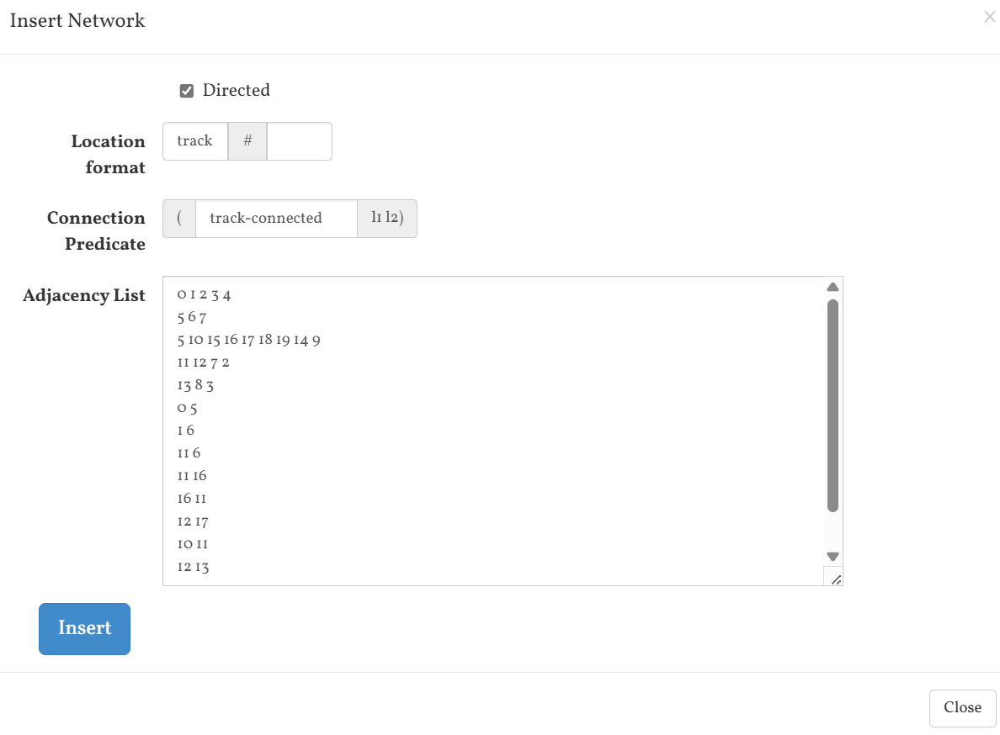 Insert Network
×
Directed
Location format
track # 
Connection Predicate
( track-connected l1 l2)
Adjacency List
0 1 2 3 4
5 6 7
5 10 15 16 17 18 19 14 9
11 12 7 2
13 8 3
0 5
1 6
11 6
11 16
16 11
12 17
10 11
12 13
Insert
Close